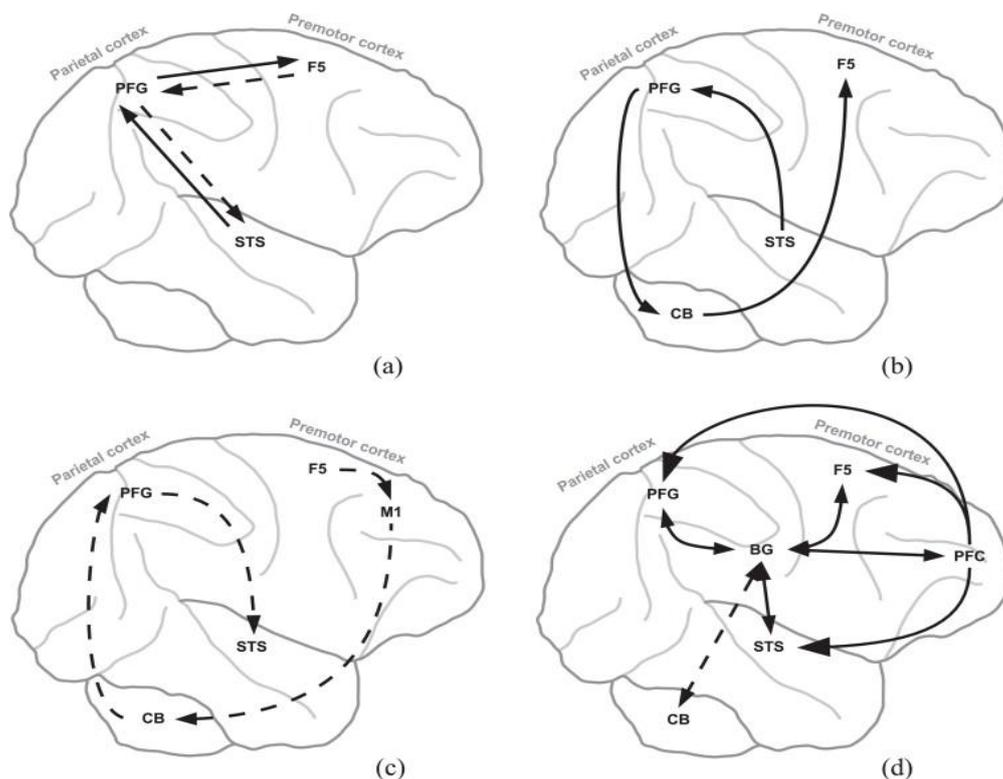 Parietal cortex
Premotor cortex
PFG
F5
STS
(a)
Parietal cortex
Premotor cortex
PFG
F5
STS
CB
(b)
Parietal cortex
Premotor cortex
F5
PFG
M1
STS
CB
(c)
Parietal cortex
Premotor cortex
F5
PFG
BG
PFC
STS
CB
(d)